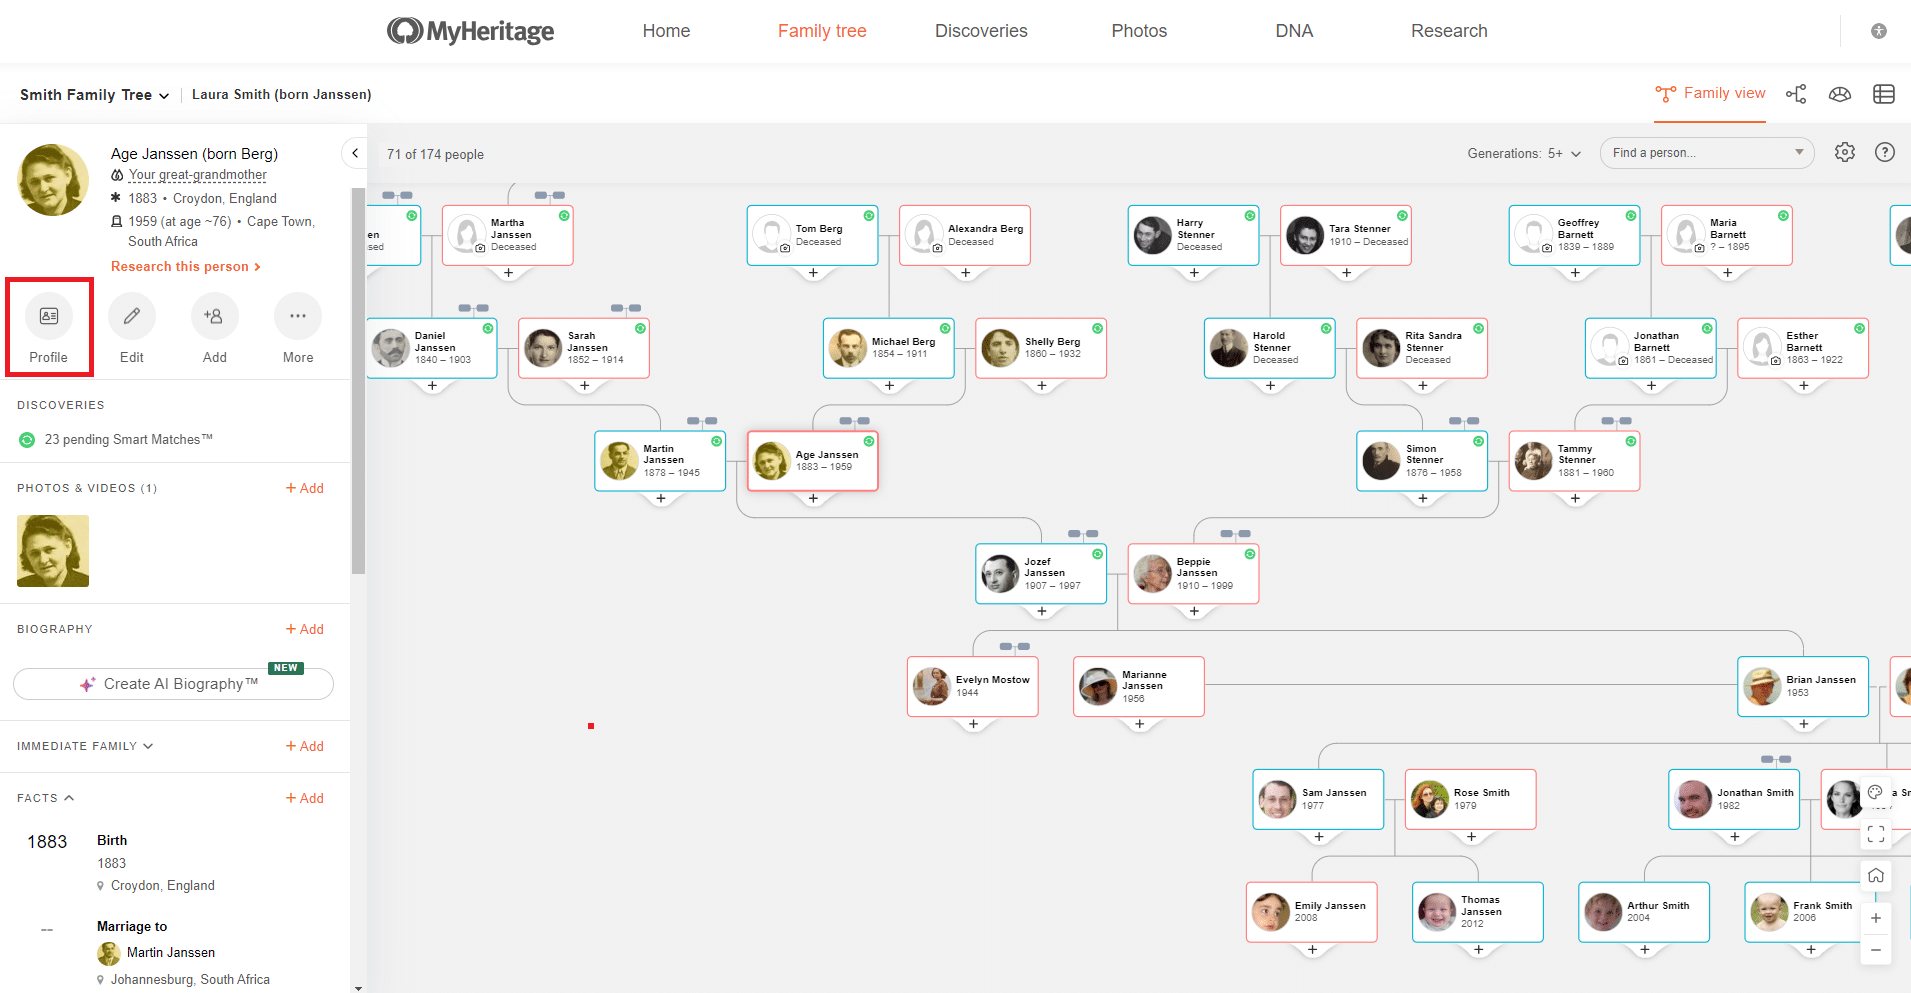 MyHeritage
Home
Family tree
Discoveries
Photos
DNA
Research
Smith Family Tree
Laura Smith (born Janssen)
Family view
Age Janssen (born Berg)
Your great-grandmother
1883 • Croydon, England
1959 (at age ~76) • Cape Town,
South Africa
Research this person
Profile
Edit
Add
More
DISCOVERIES
23 pending Smart Matches™
PHOTOS & VIDEOS (1)
+ Add
BIOGRAPHY
+ Add
NEW
Create AI Biography™
IMMEDIATE FAMILY
+ Add
FACTS
+ Add
1883
Birth
1883
Croydon, England
--
Marriage to
Martin Janssen
Johannesburg, South Africa
71 of 174 people
Generations: 5+
Find a person...
Martha
Janssen
Deceased
Tom Berg
Deceased
Alexandra Berg
Deceased
Harry
Stenner
Deceased
Tara Stenner
1910 – Deceased
Geoffrey
Barnett
1839 – 1889
Maria
Barnett
? – 1895
Daniel
Janssen
1840 – 1903
Sarah
Janssen
1852 – 1914
Michael Berg
1854 – 1911
Shelly Berg
1860 – 1932
Harold
Stenner
Deceased
Rita Sandra
Stenner
Deceased
Jonathan
Barnett
1861 – Deceased
Esther
Barnett
1863 – 1922
Martin
Janssen
1878 – 1945
Age Janssen
1883 – 1959
Simon
Stenner
1876 – 1958
Tammy
Stenner
1881 – 1960
Jozef
Janssen
1907 – 1997
Beppie
Janssen
1910 – 1999
Evelyn Mostow
1944
Marianne
Janssen
1956
Brian Janssen
1953
Sam Janssen
1977
Rose Smith
1979
Jonathan Smith
1982
Emily Janssen
2008
Thomas
Janssen
2012
Arthur Smith
2004
Frank Smith
2006